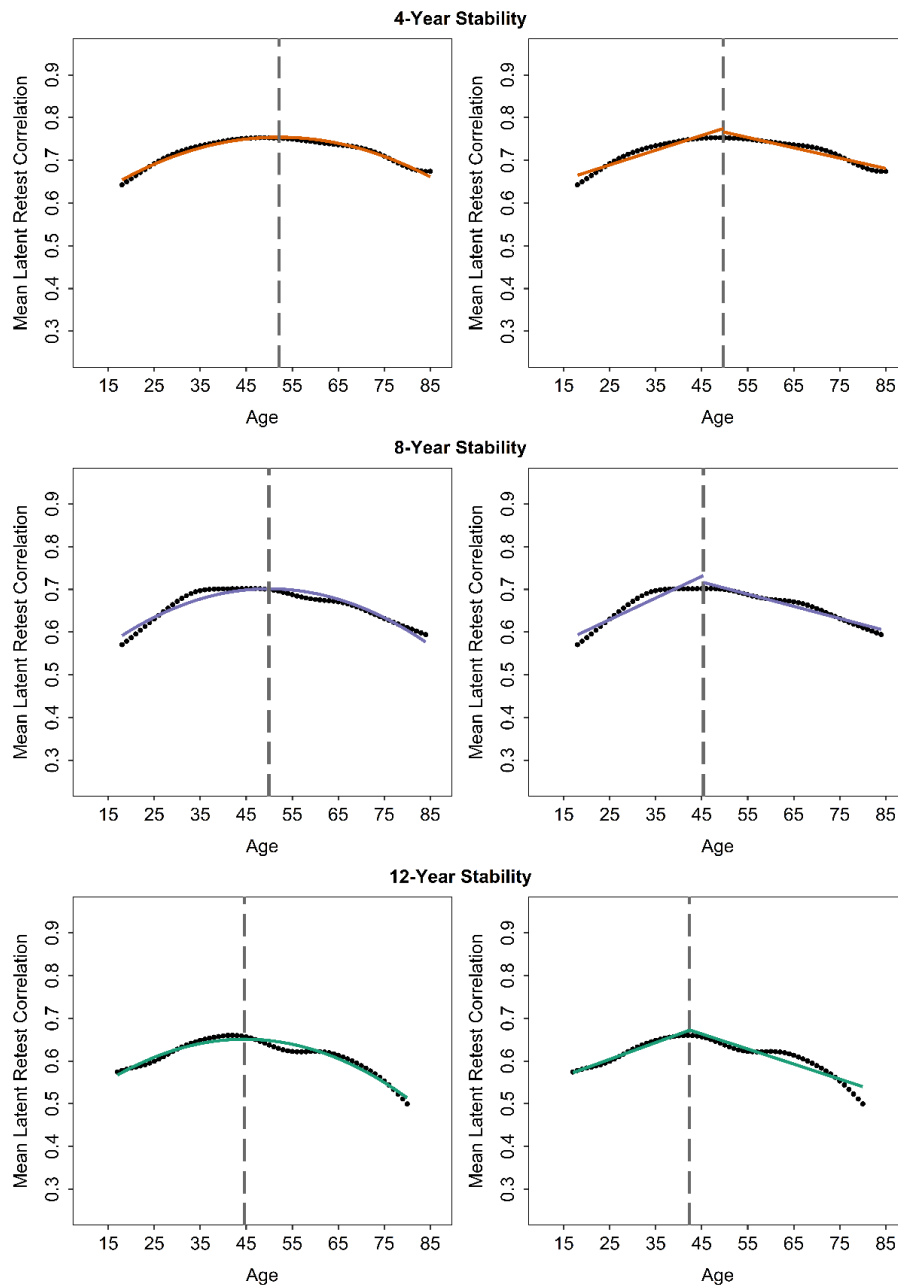 4-Year Stability
Mean Latent Retest Correlation
0.3 0.4 0.5 0.6 0.7 0.8 0.9
15 25 35 45 55 65 75 85
Age
Mean Latent Retest Correlation
0.3 0.4 0.5 0.6 0.7 0.8 0.9
15 25 35 45 55 65 75 85
Age
8-Year Stability
Mean Latent Retest Correlation
0.3 0.4 0.5 0.6 0.7 0.8 0.9
15 25 35 45 55 65 75 85
Age
Mean Latent Retest Correlation
0.3 0.4 0.5 0.6 0.7 0.8 0.9
15 25 35 45 55 65 75 85
Age
12-Year Stability
Mean Latent Retest Correlation
0.3 0.4 0.5 0.6 0.7 0.8 0.9
15 25 35 45 55 65 75 85
Age
Mean Latent Retest Correlation
0.3 0.4 0.5 0.6 0.7 0.8 0.9
15 25 35 45 55 65 75 85
Age